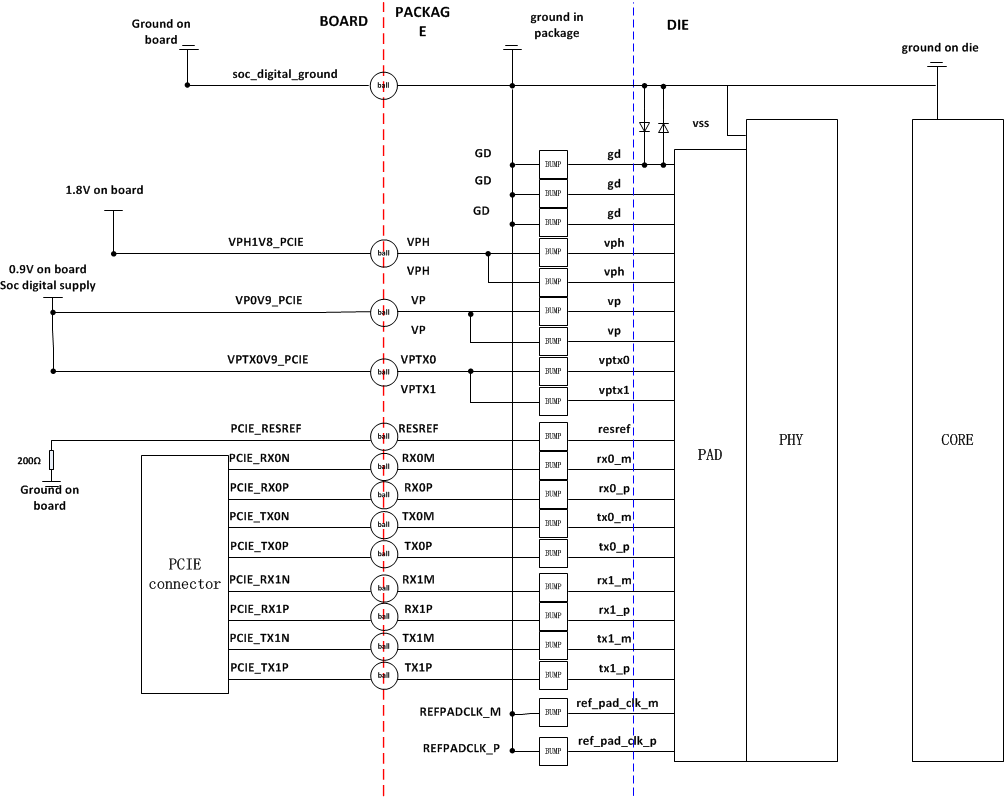 BOARD
PACKAG
E
DIE
Ground on
board
ground in
package
ground on die
soc_digital_ground
ball
vss
GD
BUMP
gd
GD
BUMP
gd
GD
BUMP
gd
1.8V on board
VPH1V8_PCIE
ball
VPH
BUMP
vph
VPH
BUMP
vph
0.9V on board
Soc digital supply
VP0V9_PCIE
ball
VP
BUMP
vp
VP
BUMP
vp
VPTX0V9_PCIE
ball
VPTX0
BUMP
vptx0
VPTX1
BUMP
vptx1
PCIE_RESREF
ball
RESREF
BUMP
resref
200Ω
Ground on
board
PCIE_RX0N
ball
RX0M
BUMP
rx0_m
PCIE_RX0P
ball
RX0P
BUMP
rx0_p
PCIE_TX0N
ball
TX0M
BUMP
tx0_m
PCIE_TX0P
ball
TX0P
BUMP
tx0_p
PCIE_RX1N
ball
RX1M
BUMP
rx1_m
PCIE_RX1P
ball
RX1P
BUMP
rx1_p
PCIE_TX1N
ball
TX1M
BUMP
tx1_m
PCIE_TX1P
ball
TX1P
BUMP
tx1_p
REFPADCLK_M
BUMP
ref_pad_clk_m
REFPADCLK_P
BUMP
ref_pad_clk_p
PCIE
connector
PAD
PHY
CORE